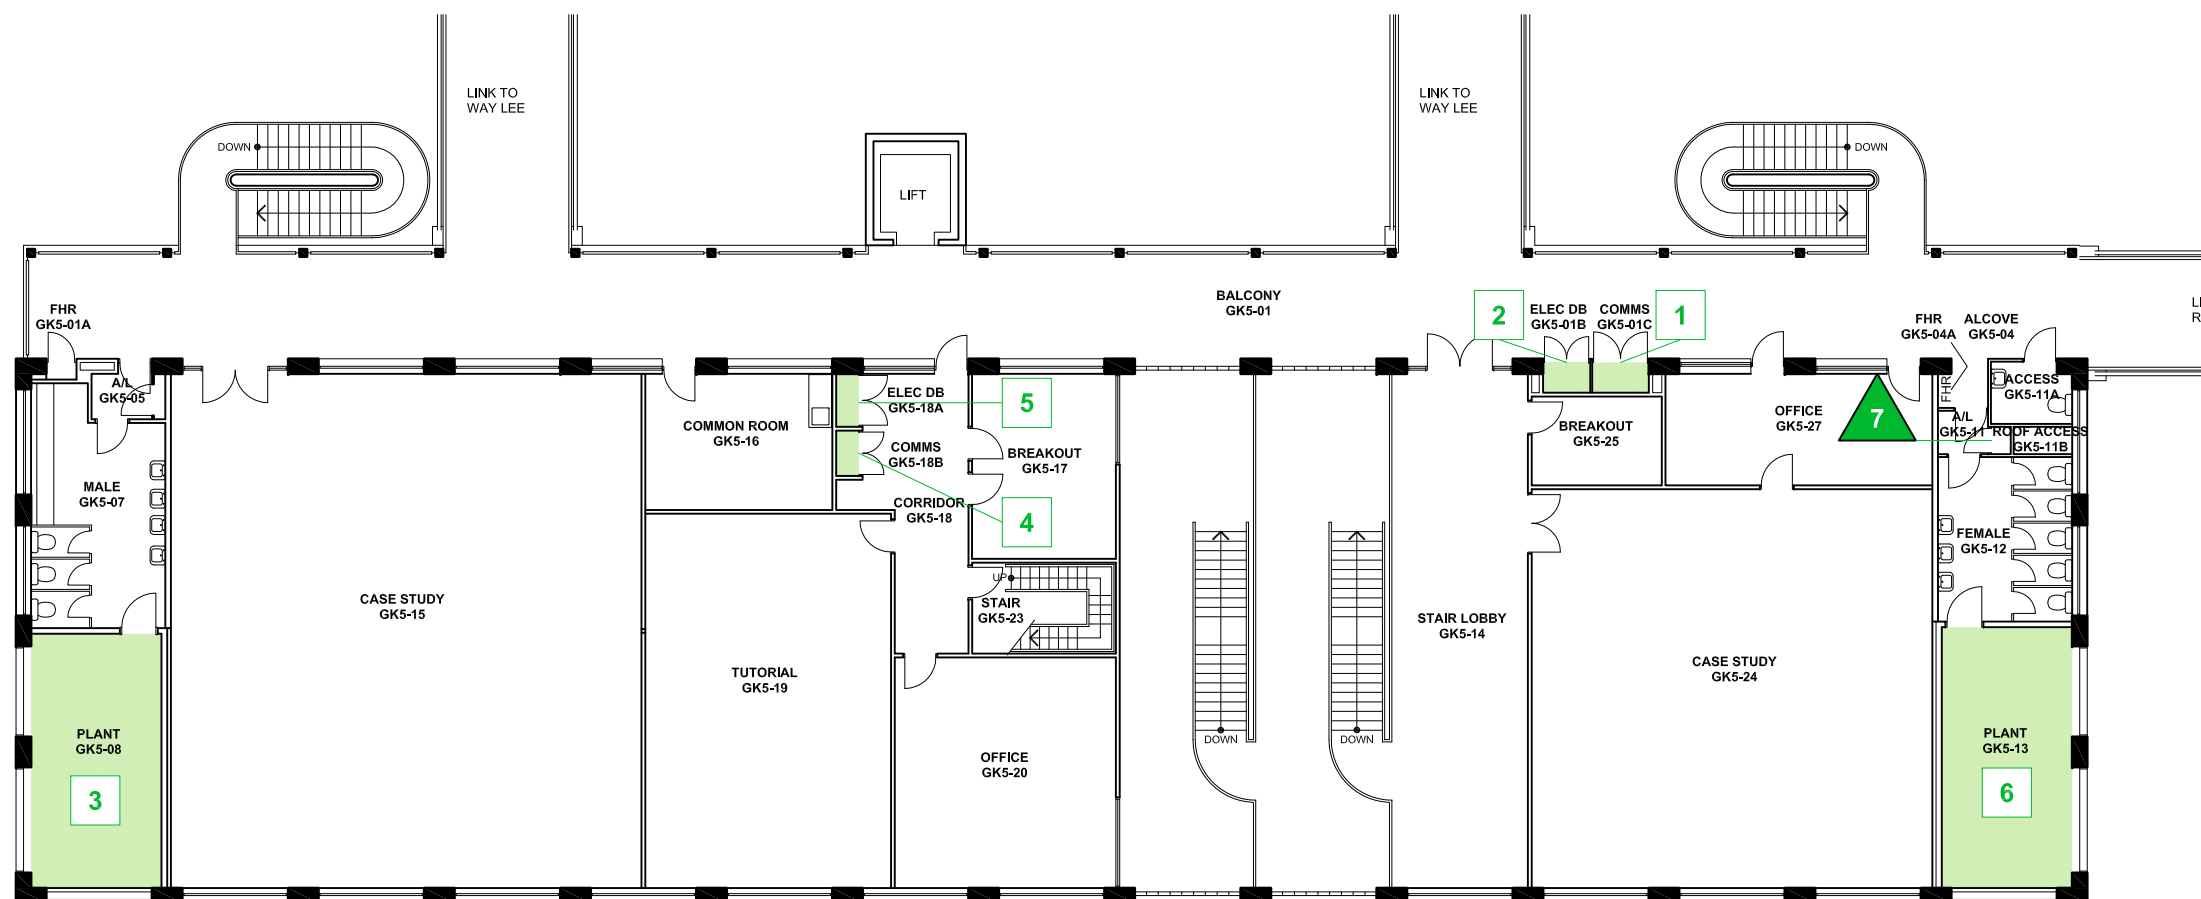 LINK TO
WAY LEE
LINK TO
WAY LEE
DOWN
DOWN
LIFT
BALCONY
GK5-01
FHR
GK5-01A
2
ELEC DB
GK5-01B
COMMS
GK5-01C
1
FHR
GK5-04A
ALCOVE
GK5-04
LI
R
A/L
GK5-05
ELEC DB
GK5-18A
5
COMMON ROOM
GK5-16
COMMS
GK5-18B
BREAKOUT
GK5-17
BREAKOUT
GK5-25
OFFICE
GK5-27
7
FHR
ACCESS
GK5-11A
A/L
GK5-11
ROOF ACCESS
GK5-11B
MALE
GK5-07
CORRIDOR
GK5-18
4
FEMALE
GK5-12
UP
CASE STUDY
GK5-15
STAIR
GK5-23
STAIR LOBBY
GK5-14
TUTORIAL
GK5-19
CASE STUDY
GK5-24
PLANT
GK5-08
3
OFFICE
GK5-20
DOWN
DOWN
PLANT
GK5-13
6